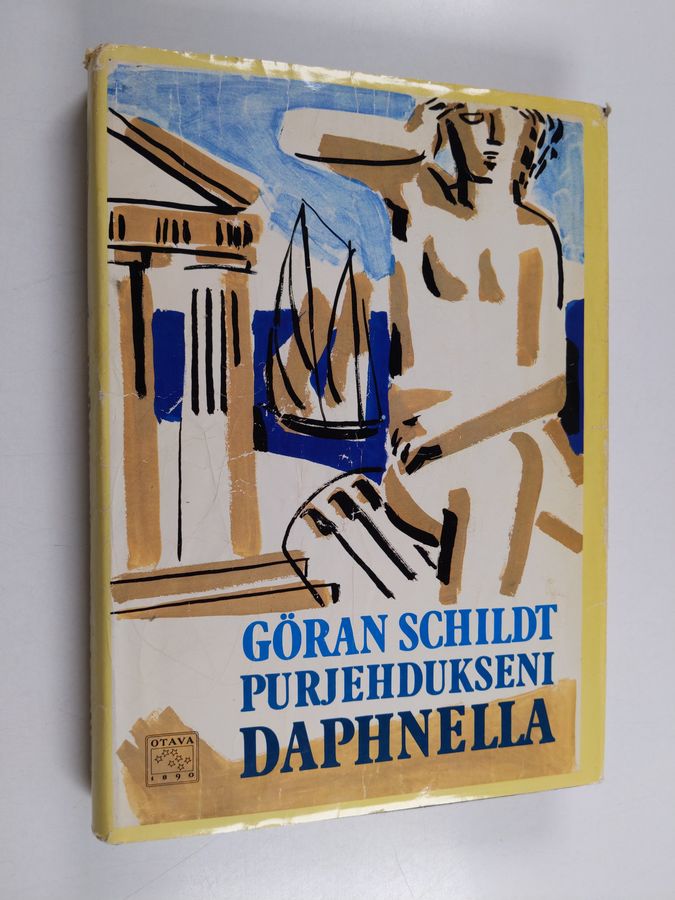 GÖRAN SCHILDT
PURJEHDUKSENI
DAPHNELLA
OTAVA
1890